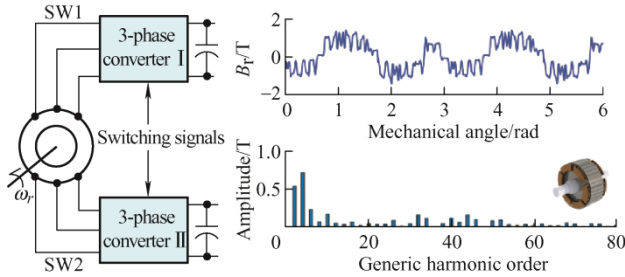 SW1
3-phase
converter I
Switching signals
ωr
3-phase
converter II
SW2
Br/T
2
0
−2
0
1
2
3
4
5
6
Mechanical angle/rad
Amplitude/T
1.0
0.5
0
20
40
60
80
Generic harmonic order